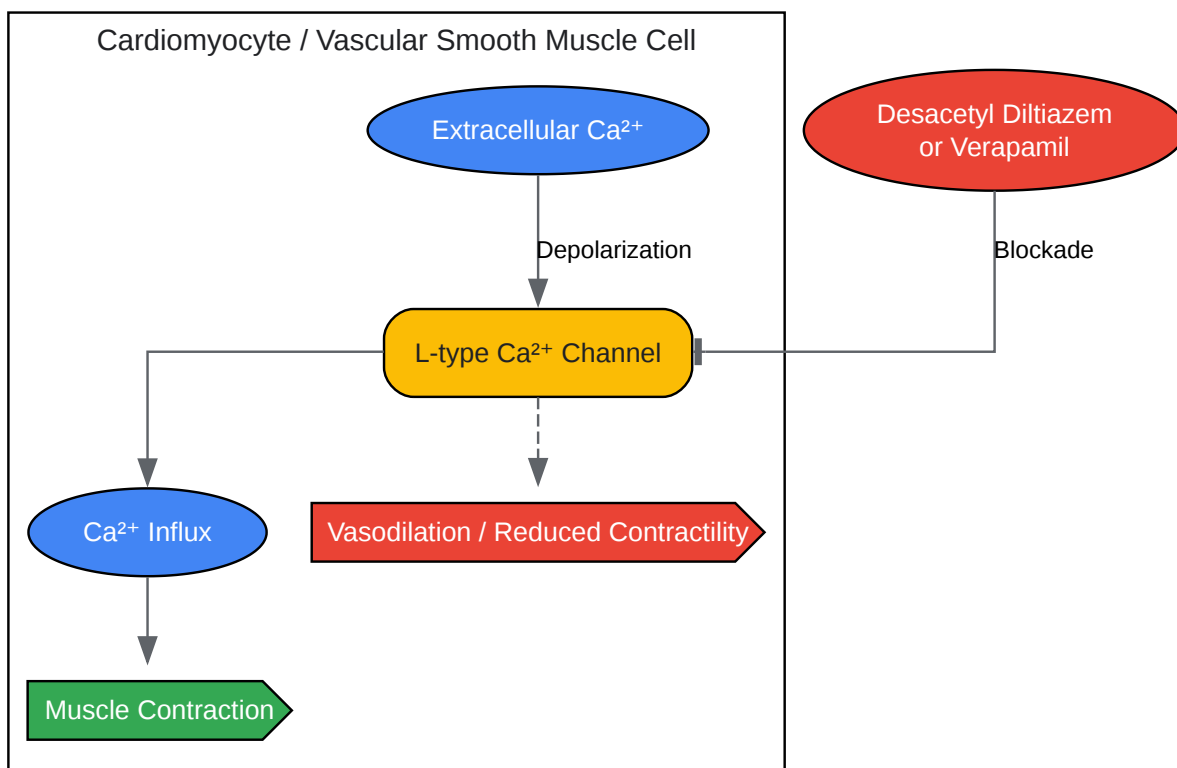 Cardiomyocyte / Vascular Smooth Muscle Cell
Extracellular Ca²⁺
Desacetyl Diltiazem
or Verapamil
Depolarization
Blockade
L-type Ca²⁺ Channel
Ca²⁺ Influx
Vasodilation / Reduced Contractility
Muscle Contraction